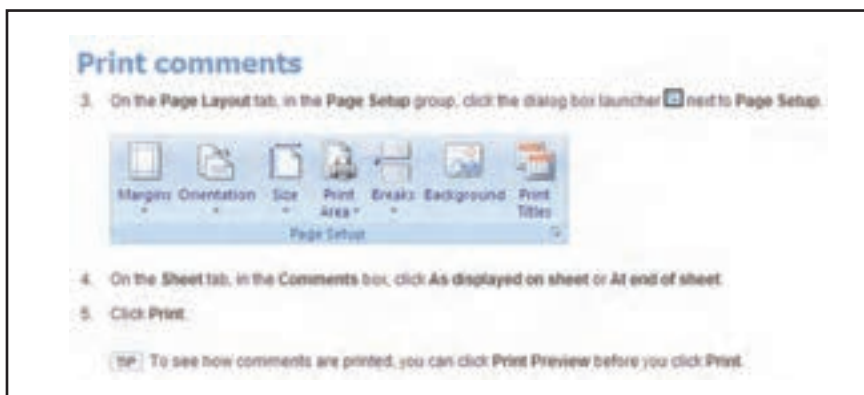 Print comments
3. On the Page Layout tab, in the Page Setup group, click the dialog box launcher next to Page Setup.
Margins Orientation Size Print Area Breaks Background Print Titles
Page Setup
4. On the Sheet tab, in the Comments box, click As displayed on sheet or At end of sheet.
5. Click Print.
TIP To see how comments are printed, you can click Print Preview before you click Print.